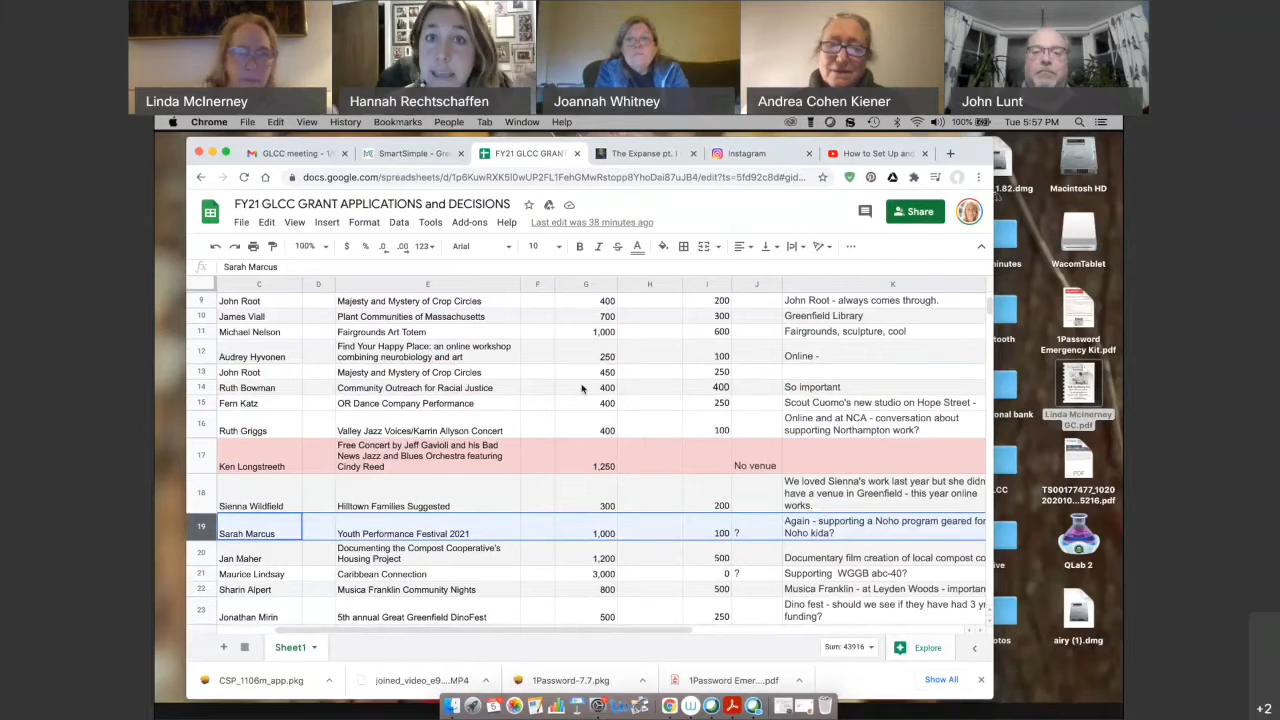 Linda McInerney
Hannah Rechtschaffen
Joannah Whitney
Andrea Cohen Kiener
John Lunt
Chrome File Edit View History Bookmarks People Tab Window Help
100% Tue 5:57 PM
GLCC meeting - 1/
SmartSimple - Gre
FY21 GLCC GRANT
The Expanse pt. I
Instagram
How to Set Up and
docs.google.com/spreadsheets/d/
FY21 GLCC GRANT APPLICATIONS and DECISIONS
Share
File Edit View Insert Format Data Tools Add-ons Help Last edit was 38 minutes ago
100% $ % .0 .00 123 Arial 10 B I S A
fx Sarah Marcus
C D E F G H I J K
9 John Root Majesty and Mystery of Crop Circles 400 200 John Root - always comes through.
10 James Viall Plant Communities of Massachusetts 700 300 Greenfield Library
11 Michael Nelson Fairgrounds Art Totem 1,000 600 Fairgrounds, sculpture, cool
Find Your Happy Place: an online workshop
12 Audrey Hyvonen combining neurobiology and art 250 100 Online -
13 John Root Majesty and Mystery of Crop Circles 450 250
14 Ruth Bowman Community Outreach for Racial Justice 400 400 So important
15 Fern Katz OR Dance Company Performance 400 250 Scout Cuomo's new studio on Hope Street -
Online and at NCA - conversation about
16 Ruth Griggs Valley Jazz Voices/Karrin Allyson Concert 400 100 supporting Northampton work?
Free Concert by Jeff Gavioli and his Bad
News Jazz and Blues Orchestra featuring
17 Ken Longstreeth Cindy Reed 1,250 No venue
We loved Sienna's work last year but she didn
have a venue in Greenfield - this year online
18 Sienna Wildfield Hilltown Families Suggested 300 200 works.
Again - supporting a Noho program geared for
19 Sarah Marcus Youth Performance Festival 2021 1,000 100 ? Noho kida?
Documenting the Compost Cooperative's
20 Jan Maher Housing Project 1,200 500 Documentary film creation of local compost co
21 Maurice Lindsay Caribbean Connection 3,000 0 ? Supporting WGGB abc-40?
22 Sharin Alpert Musica Franklin Community Nights 800 500 Musica Franklin - at Leyden Woods - importan
Dino fest - should we see if they have had 3 y
23 Jonathan Mirin 5th annual Great Greenfield DinoFest 500 250 funding?
Sheet1
Sum: 43916
Explore
CSP_1106m_app.pkg
joined_video_e9...MP4
1Password-7.7.pkg
1Password Emer....pdf
Show All
1.82.dmg
Macintosh HD
minutes
WacomTablet
tooth
1Password
Emergency Kit.pdf
onal bank
Linda McInerney
GC.pdf
LCC
TS00177477_1020
202010...5216.pdf
ive
QLab 2
otos
airy (1).dmg
+2